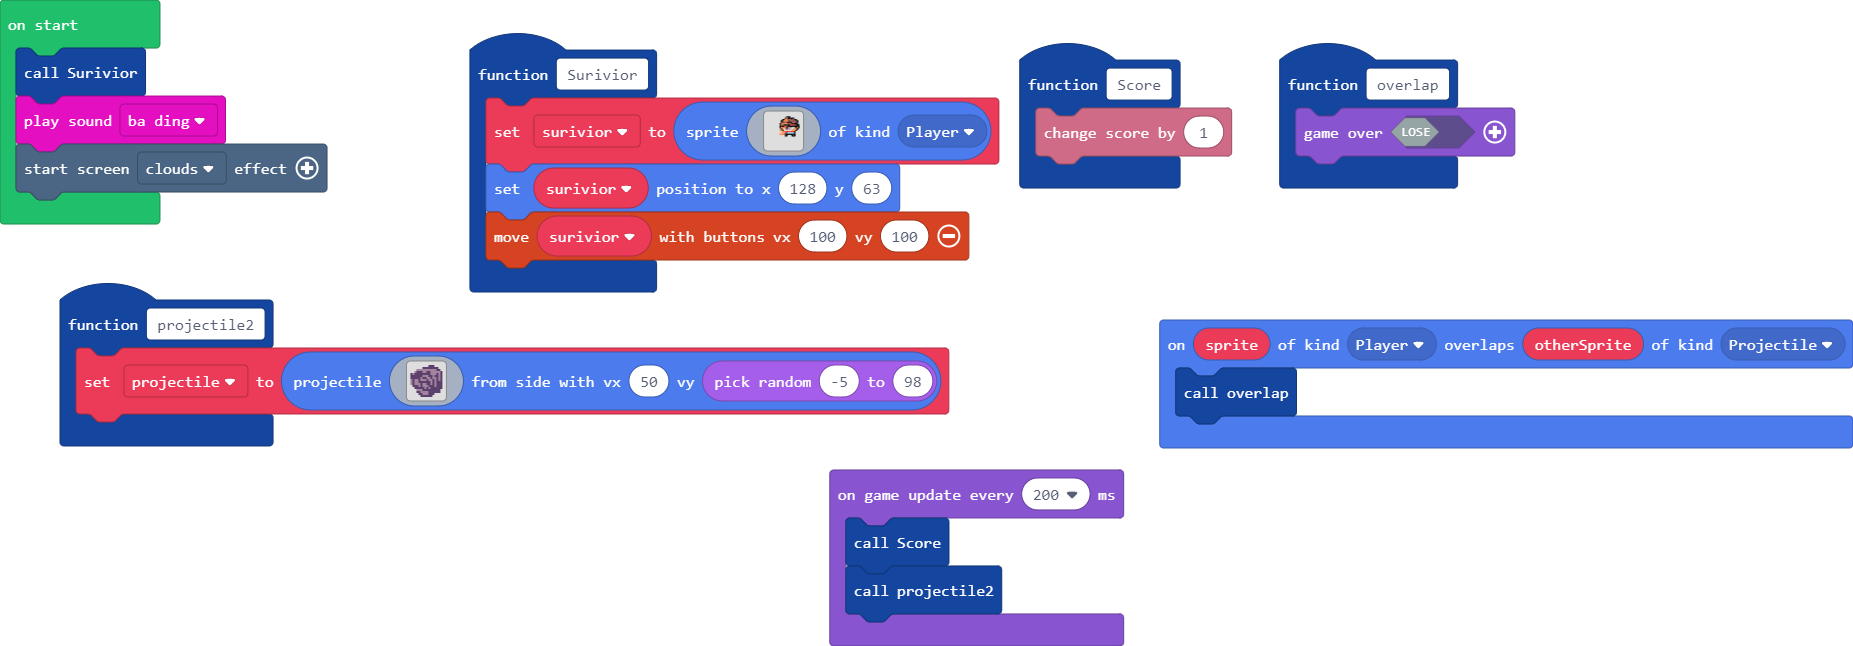 on start
call Surivior
play sound ba ding
start screen clouds effect
function Surivior
set surivior to sprite of kind Player
set surivior position to x 128 y 63
move surivior with buttons vx 100 vy 100
function Score
change score by 1
function overlap
game over LOSE
function projectile2
set projectile to projectile from side with vx 50 vy pick random -5 to 98
on sprite of kind Player overlaps otherSprite of kind Projectile
call overlap
on game update every 200 ms
call Score
call projectile2